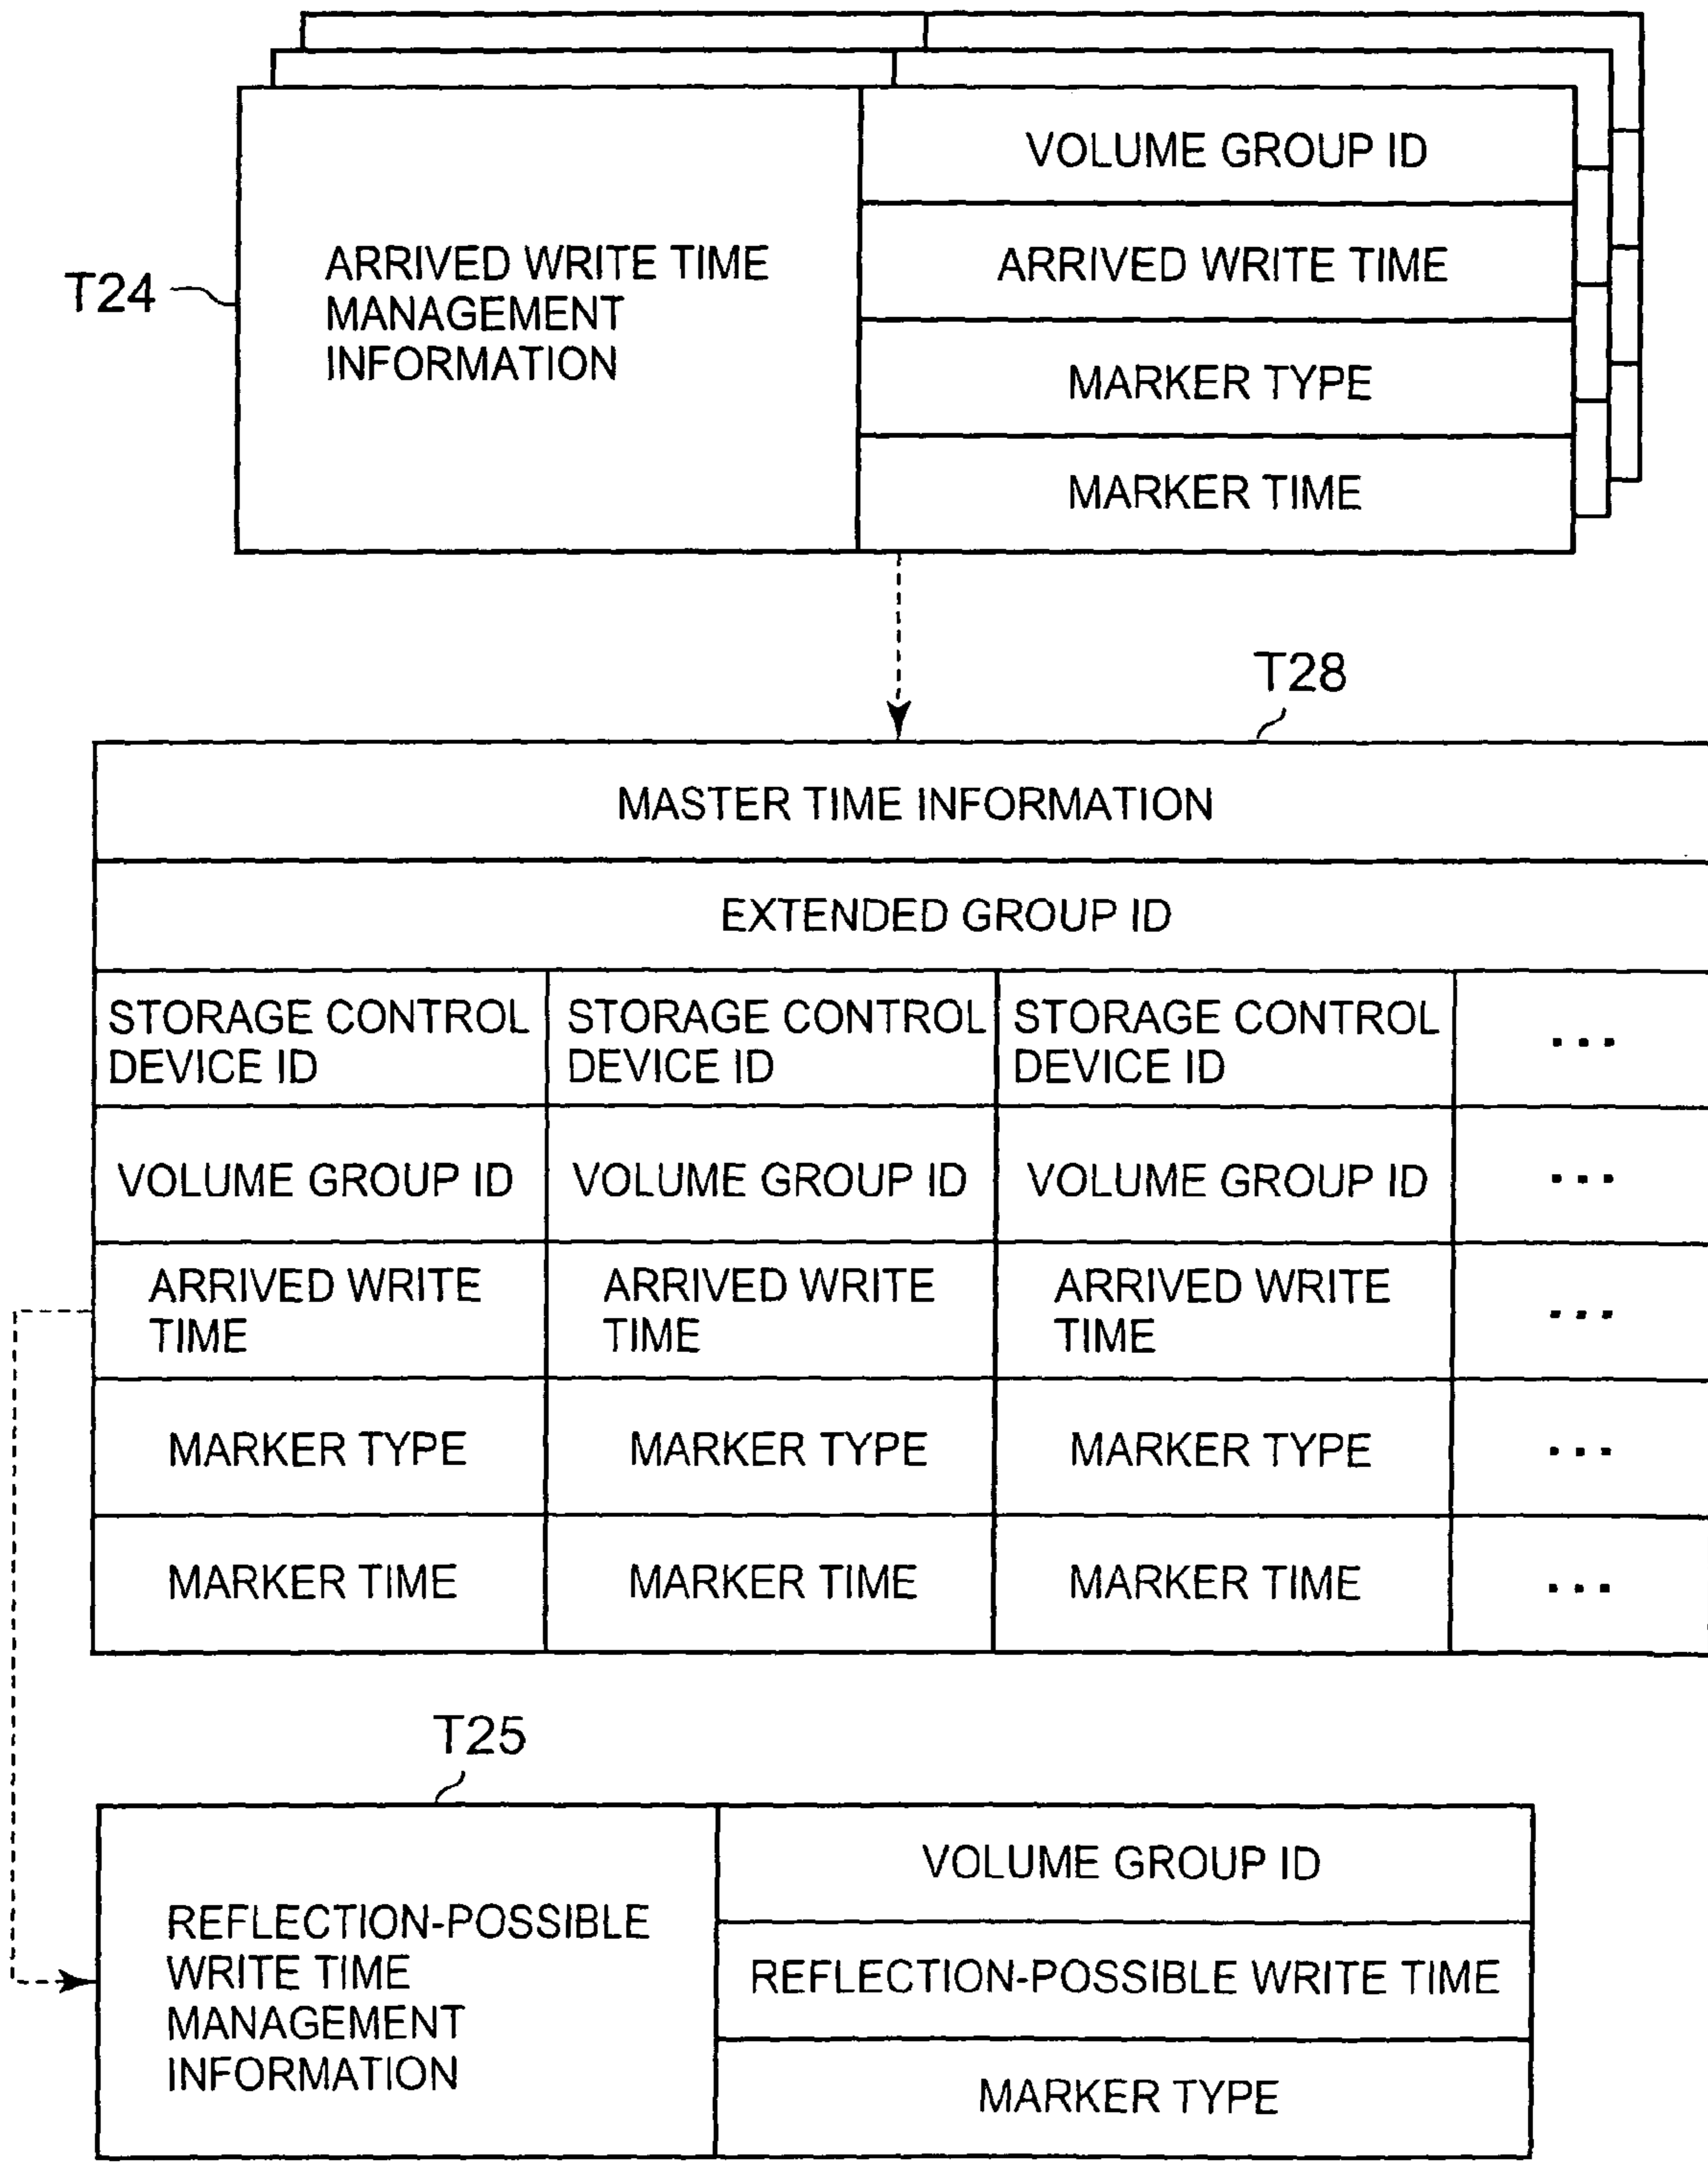 VOLUME GROUP ID
T24
ARRIVED WRITE TIME
MANAGEMENT
INFORMATION
ARRIVED WRITE TIME
MARKER TYPE
MARKER TIME
T28
MASTER TIME INFORMATION
EXTENDED GROUP ID
STORAGE CONTROL
DEVICE ID
STORAGE CONTROL
DEVICE ID
STORAGE CONTROL
DEVICE ID
...
VOLUME GROUP ID
VOLUME GROUP ID
VOLUME GROUP ID
...
ARRIVED WRITE
TIME
ARRIVED WRITE
TIME
ARRIVED WRITE
TIME
...
MARKER TYPE
MARKER TYPE
MARKER TYPE
...
MARKER TIME
MARKER TIME
MARKER TIME
...
T25
REFLECTION-POSSIBLE
WRITE TIME
MANAGEMENT
INFORMATION
VOLUME GROUP ID
REFLECTION-POSSIBLE WRITE TIME
MARKER TYPE